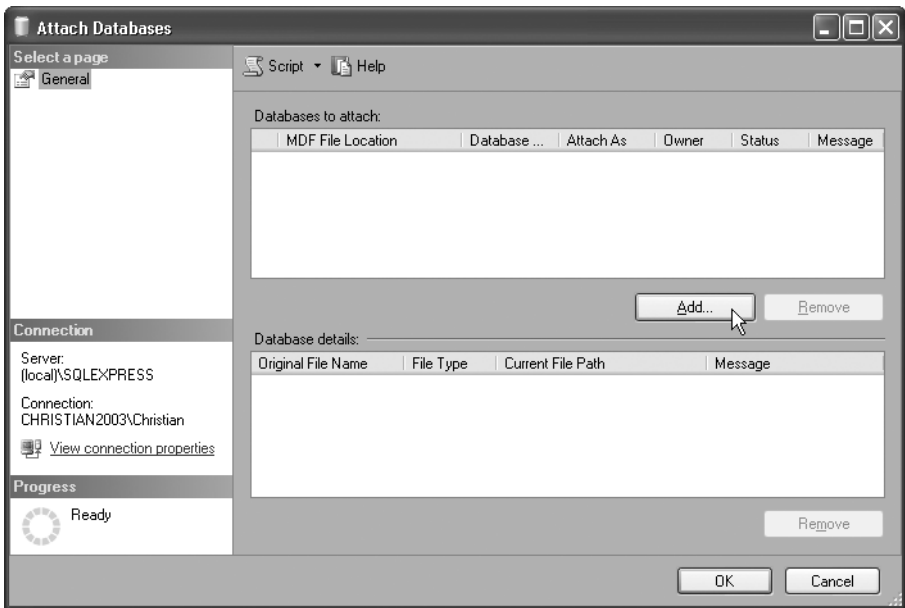 Attach Databases
Select a page
General
Script Help
Databases to attach:
MDF File Location Database ... Attach As Owner Status Message
Add... Remove
Connection
Server:
(local)\SQLEXPRESS
Connection:
CHRISTIAN2003\Christian
View connection properties
Progress
Ready
Database details:
Original File Name File Type Current File Path Message
Remove
OK Cancel